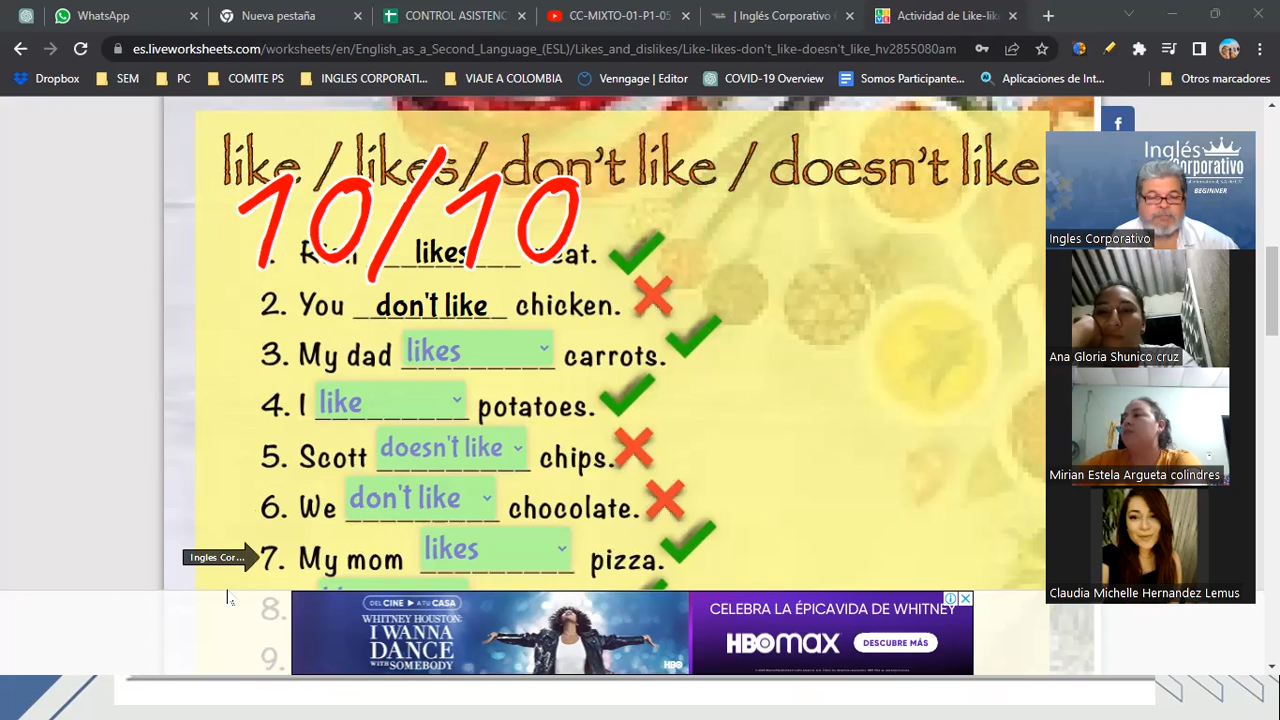 WhatsApp
Nueva pestaña
CONTROL ASISTENC
CC-MIXTO-01-P1-05
| Inglés Corporativo
Actividad de Like-lik
es.liveworksheets.com/worksheets/en/English_as_a_Second_Language_(ESL)/Likes_and_dislikes/Like-likes-don't_like-doesn't_like_hv2855080am
Dropbox
SEM
PC
COMITE PS
INGLES CORPORATI...
VIAJE A COLOMBIA
Venngage | Editor
COVID-19 Overview
Somos Participante...
Aplicaciones de Int...
Otros marcadores
like / likes/ don't like / doesn't like
10/10
likes
2. You don't like chicken.
3. My dad likes carrots.
4. I like potatoes.
5. Scott doesn't like chips.
6. We don't like chocolate.
7. My mom likes pizza.
8.
9.
Ingles Cor...
Inglés
Corporativo
BEGINNER
Ingles Corporativo
Ana Gloria Shunico cruz
Mirian Estela Argueta colíndres
Claudia Michelle Hernandez Lemus
DEL CINE ▶ A TU CASA
WHITNEY HOUSTON:
I WANNA
DANCE
WITH SOMEBODY
HBO
CELEBRA LA ÉPICAVIDA DE WHITNEY
HBOMAX
DESCUBRE MÁS